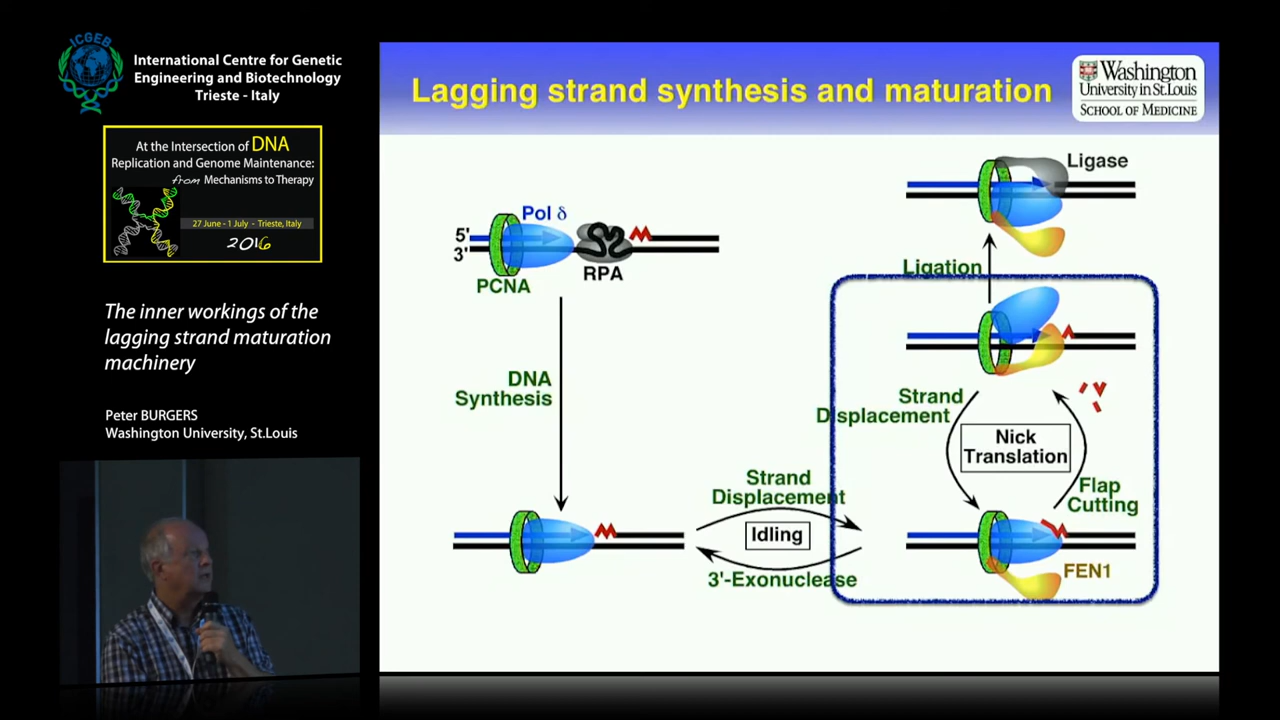 ICGEB
International Centre for Genetic
Engineering and Biotechnology
Trieste - Italy
At the Intersection of DNA
Replication and Genome Maintenance:
from Mechanisms to Therapy
27 June - 1 July - Trieste, Italy
2016
The inner workings of the
lagging strand maturation
machinery
Peter BURGERS
Washington University, St.Louis
Lagging strand synthesis and maturation
Washington
University in St.Louis
SCHOOL OF MEDICINE
Pol δ
5'
3'
RPA
PCNA
DNA
Synthesis
Strand
Displacement
Idling
3'-Exonuclease
Ligase
Ligation
Strand
Displacement
Nick
Translation
Flap
Cutting
FEN1